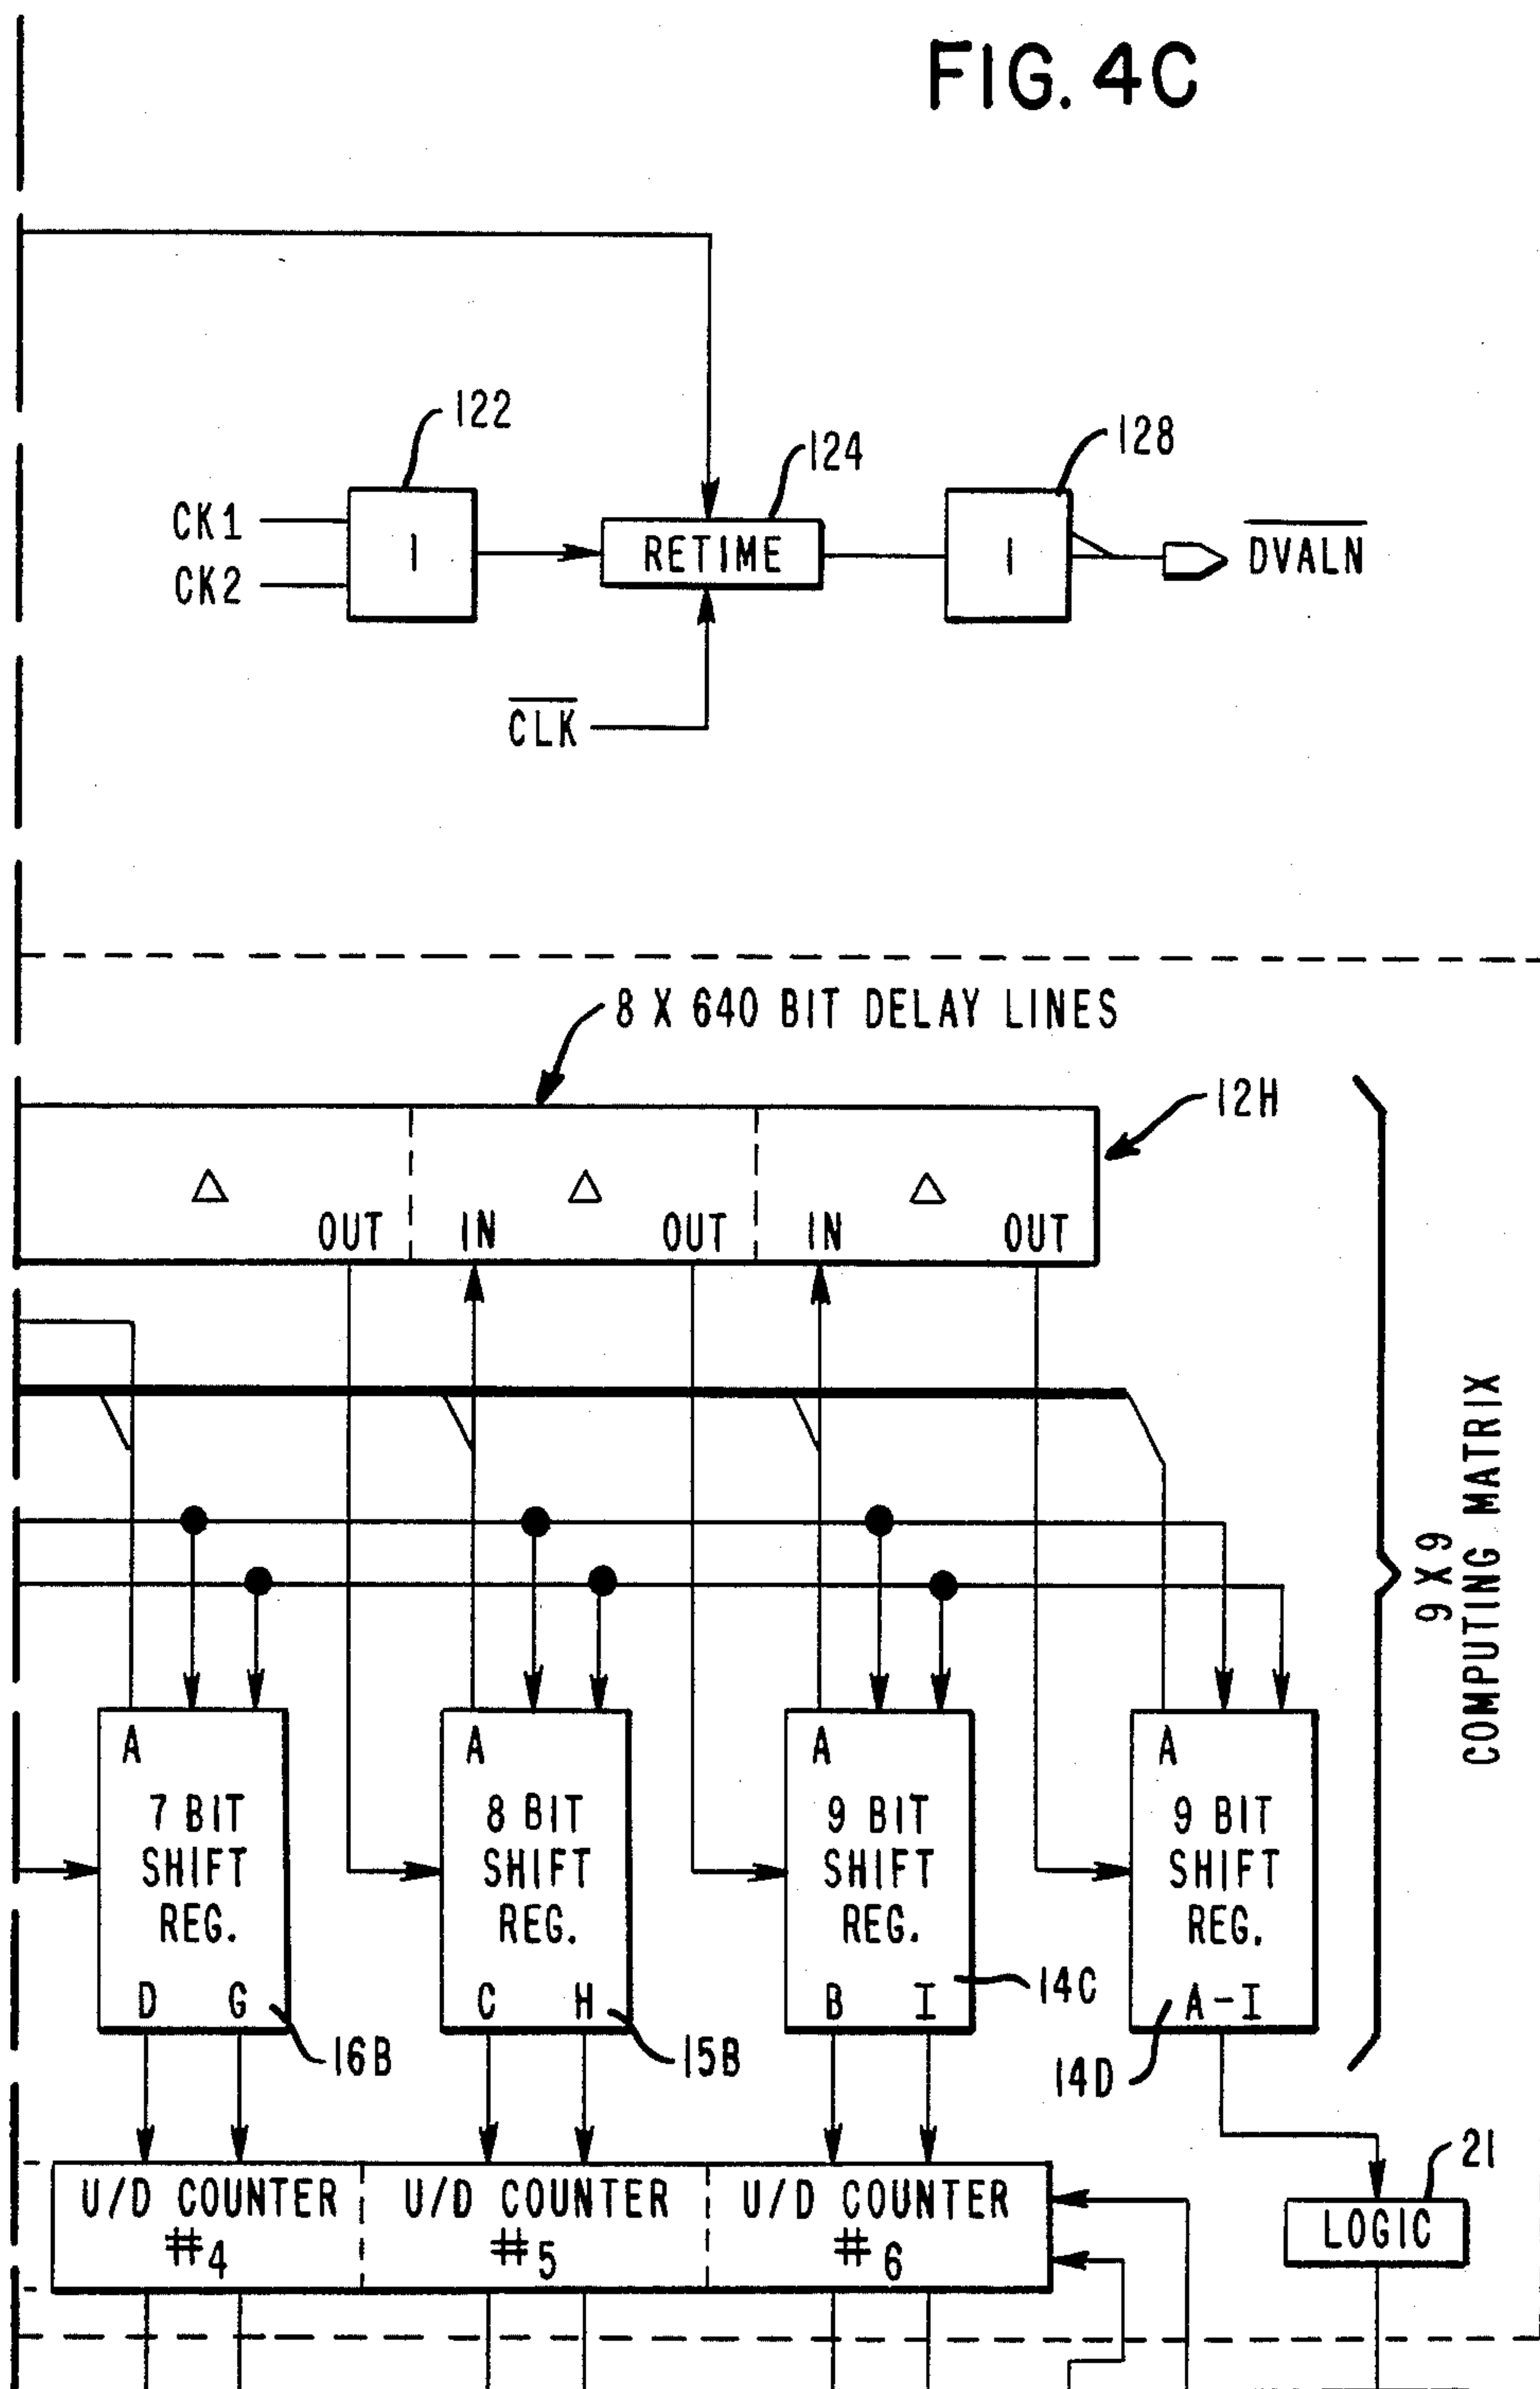 FIG. 4C
122
124
128
CK1
CK2
I
RETIME
I
DVALN
CLK
8 X 640 BIT DELAY LINES
12H
△ △ △
OUT IN OUT IN OUT
9 X 9
COMPUTING MATRIX
A
7 BIT
SHIFT
REG.
D G
16B
A
8 BIT
SHIFT
REG.
C H
15B
A
9 BIT
SHIFT
REG.
B I
14C
A
9 BIT
SHIFT
REG.
A-I
14D
21
U/D COUNTER
#4
U/D COUNTER
#5
U/D COUNTER
#6
LOGIC